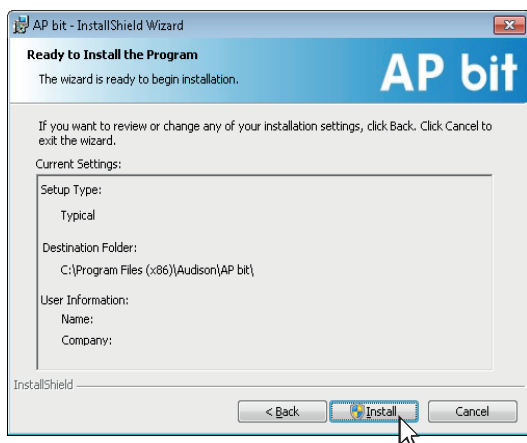 AP bit - InstallShield Wizard
Ready to Install the Program
The wizard is ready to begin installation.
AP bit
If you want to review or change any of your installation settings, click Back. Click Cancel to
exit the wizard.
Current Settings:
Setup Type:
Typical
Destination Folder:
C:\Program Files (x86)\Audison\AP bit\
User Information:
Name:
Company:
InstallShield
< Back
Install
Cancel